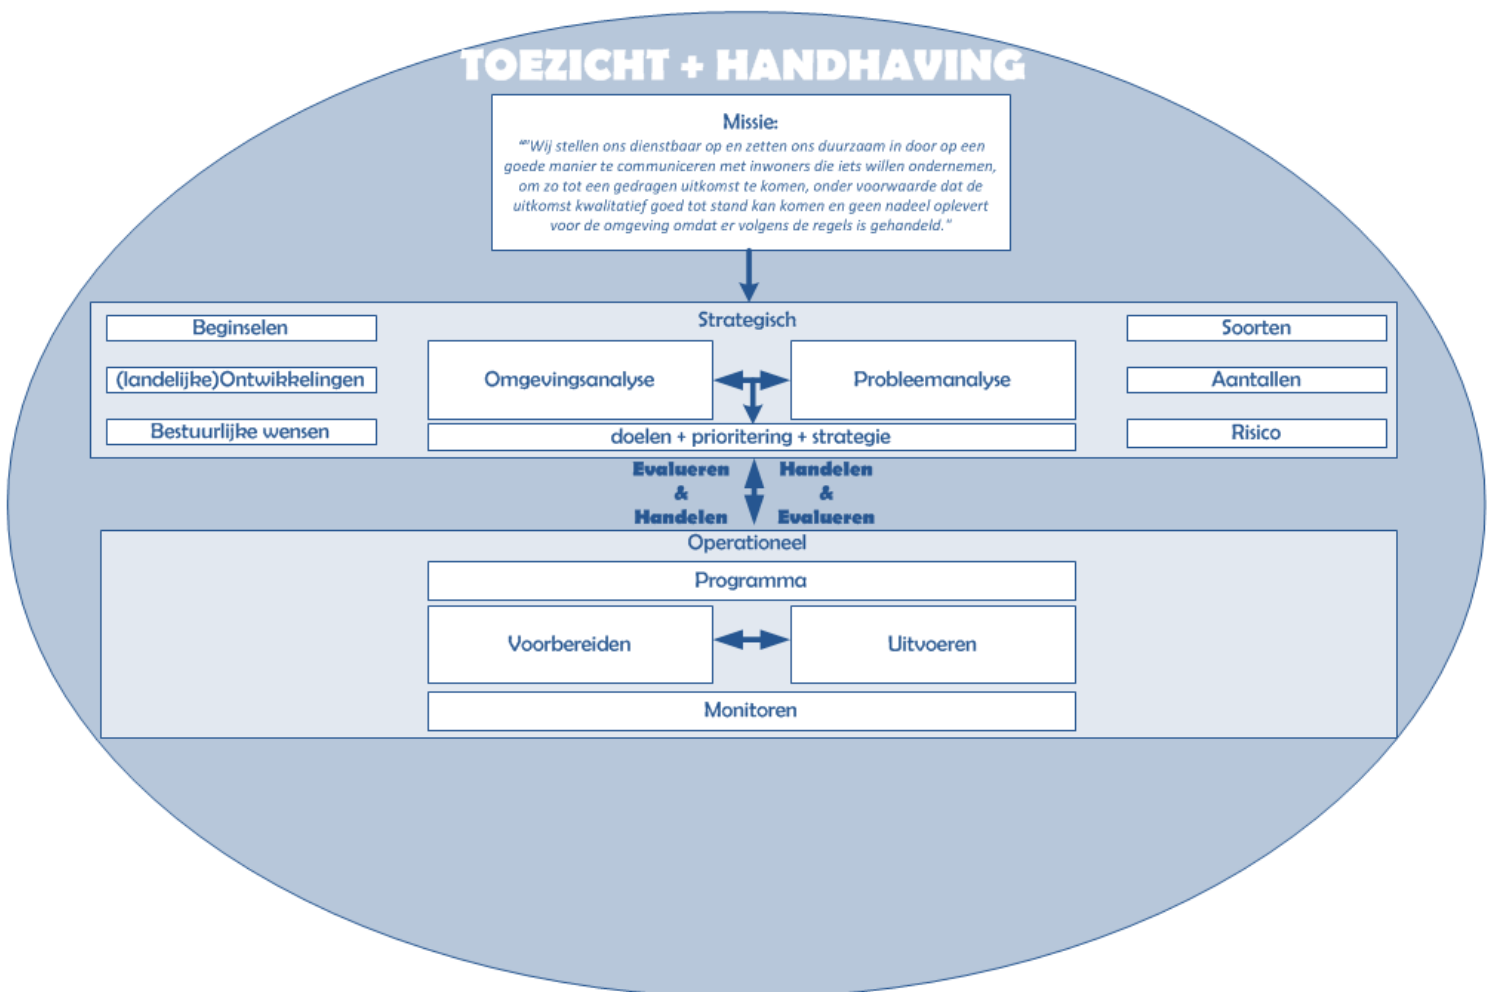 TOEZICHT + HANDHAVING
Missie:
“"Wij stellen ons dienstbaar op en zetten ons duurzaam in door op een
goede manier te communiceren met inwoners die iets willen ondernemen,
om zo tot een gedragen uitkomst te komen, onder voorwaarde dat de
uitkomst kwalitatief goed tot stand kan komen en geen nadeel oplevert
voor de omgeving omdat er volgens de regels is gehandeld."
Strategisch
Beginselen
(landelijke)Ontwikkelingen
Bestuurlijke wensen
Omgevingsanalyse
Probleemanalyse
doelen + prioritering + strategie
Soorten
Aantallen
Risico
Evalueren
&
Handelen
Handelen
&
Evalueren
Operationeel
Programma
Voorbereiden
Uitvoeren
Monitoren